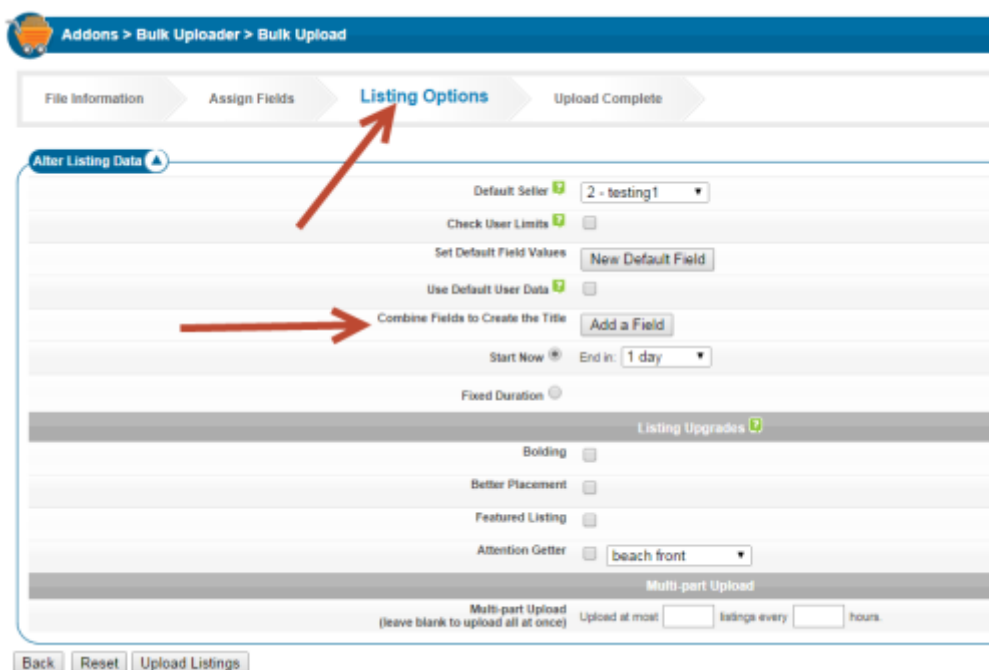 Addons > Bulk Uploader > Bulk Upload
File Information Assign Fields Listing Options Upload Complete
Alter Listing Data
Default Seller ? 2 - testing1
Check User Limits ?
Set Default Field Values New Default Field
Use Default User Data ?
Combine Fields to Create the Title Add a Field
Start Now End in: 1 day
Fixed Duration
Listing Upgrades ?
Bolding
Better Placement
Featured Listing
Attention Getter beach front
Multi-part Upload
Multi-part Upload
(leave blank to upload all at once) Upload at most listings every hours.
Back Reset Upload Listings